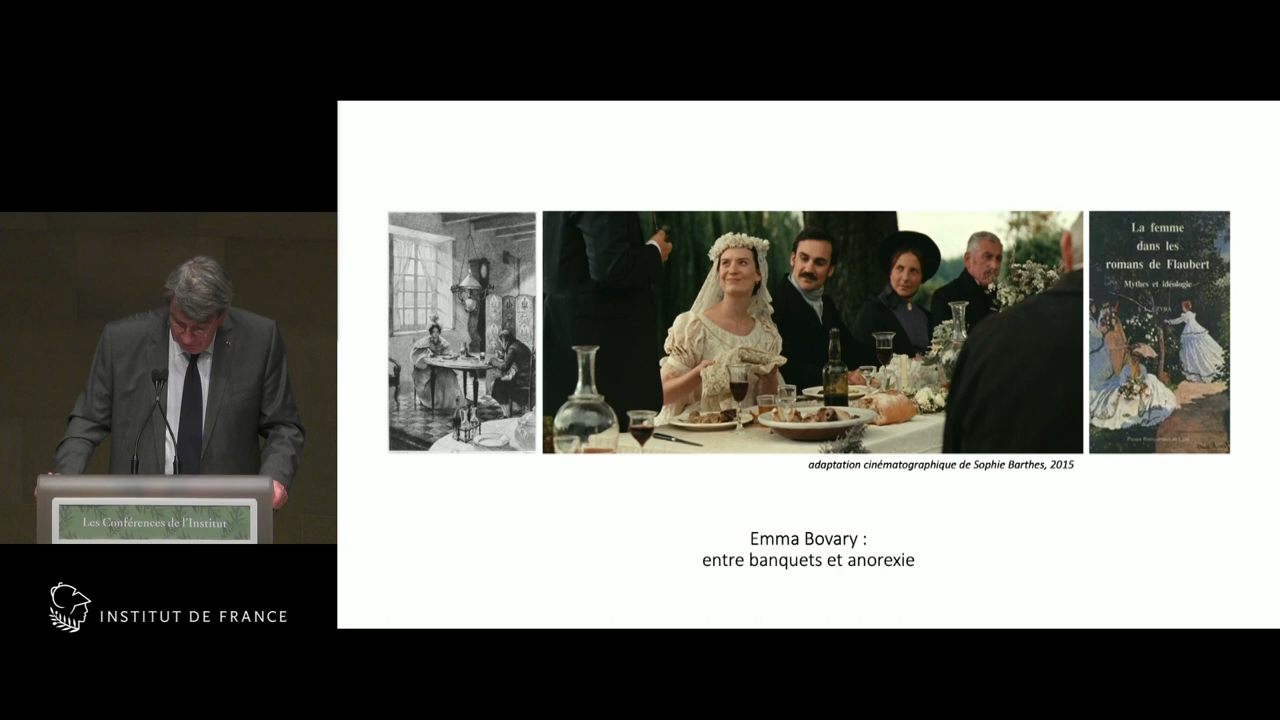 Les Conférences de l'Institut
INSTITUT DE FRANCE
La femme
dans les
romans de Flaubert
Mythes et idéologie
L. CZYBA
adaptation cinématographique de Sophie Barthes, 2015
Emma Bovary :
entre banquets et anorexie